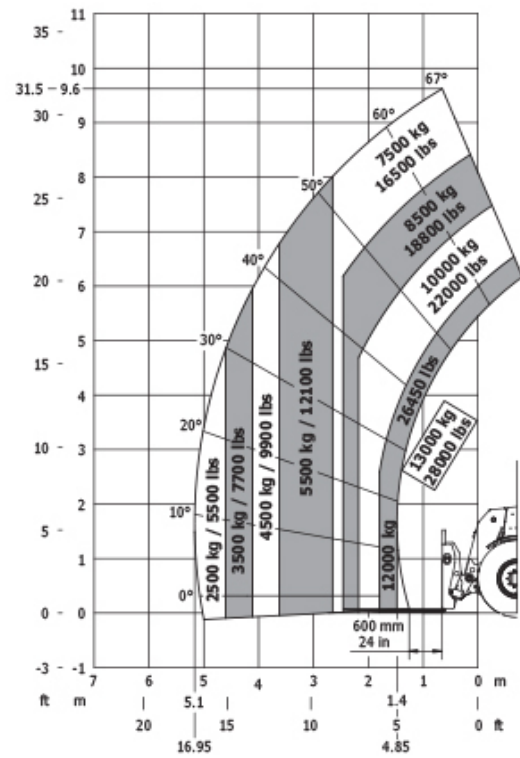 11
35
10
67°
31.5 – 9.6
60°
30
9
7500 kg
16500 lbs
8
50°
25
8500 kg
18800 lbs
7
40°
10000 kg
22000 lbs
20
6
5
30°
15
26450 lbs
4
5500 kg / 12100 lbs
20°
13000 kg
28000 lbs
10
3
4500 kg / 9900 lbs
3500 kg / 7700 lbs
2500 kg / 5500 lbs
2
10°
5
1
12000 kg
0°
0 – 0
600 mm
24 in
-3 – -1
7 6 5 4 3 2 1 0 m
ft m
5.1 1.4
20 15 10 5 0 ft
16.95 4.85